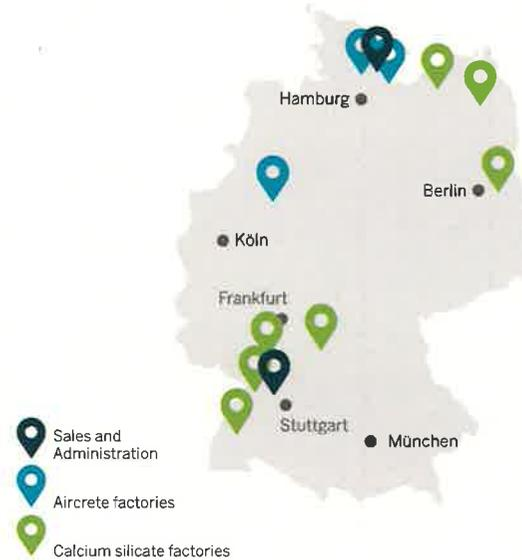 Hamburg
Berlin
Köln
Frankfurt
Stuttgart
München
Sales and
Administration
Aircrete factories
Calcium silicate factories